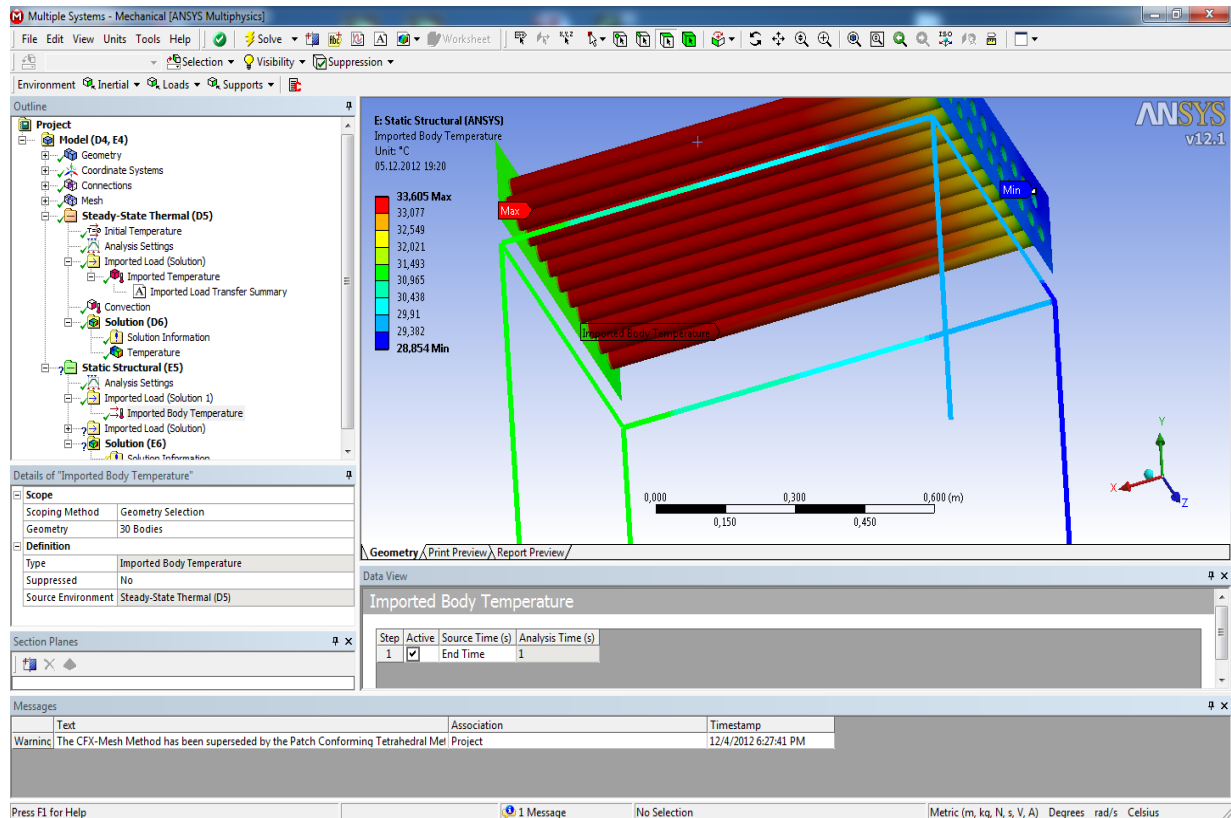 Multiple Systems - Mechanical [ANSYS Multiphysics]
File Edit View Units Tools Help Solve Worksheet
Selection Visibility Suppression
Environment Inertial Loads Supports
Outline
Project
Model (D4, E4)
Geometry
Coordinate Systems
Connections
Mesh
Steady-State Thermal (D5)
Initial Temperature
Analysis Settings
Imported Load (Solution)
Imported Temperature
Imported Load Transfer Summary
Convection
Solution (D6)
Solution Information
Temperature
Static Structural (E5)
Analysis Settings
Imported Load (Solution 1)
Imported Body Temperature
Imported Load (Solution)
Solution (E6)
Solution Information
Details of "Imported Body Temperature"
Scope
Scoping Method Geometry Selection
Geometry 30 Bodies
Definition
Type Imported Body Temperature
Suppressed No
Source Environment Steady-State Thermal (D5)
Section Planes
E: Static Structural (ANSYS)
Imported Body Temperature
Unit: °C
05.12.2012 19:20
33,605 Max
33,077
32,549
32,021
31,493
30,965
30,438
29,91
29,382
28,854 Min
ANSYS
v12.1
Max
Min
Imported Body Temperature
0,000 0,300 0,600 (m)
0,150 0,450
Y
X
Z
Geometry Print Preview Report Preview
Data View
Imported Body Temperature
Step Active Source Time (s) Analysis Time (s)
1 End Time 1
Messages
Text Association Timestamp
Warning The CFX-Mesh Method has been superseded by the Patch Conforming Tetrahedral Met Project 12/4/2012 6:27:41 PM
Press F1 for Help 1 Message No Selection Metric (m, kg, N, s, V, A) Degrees rad/s Celsius